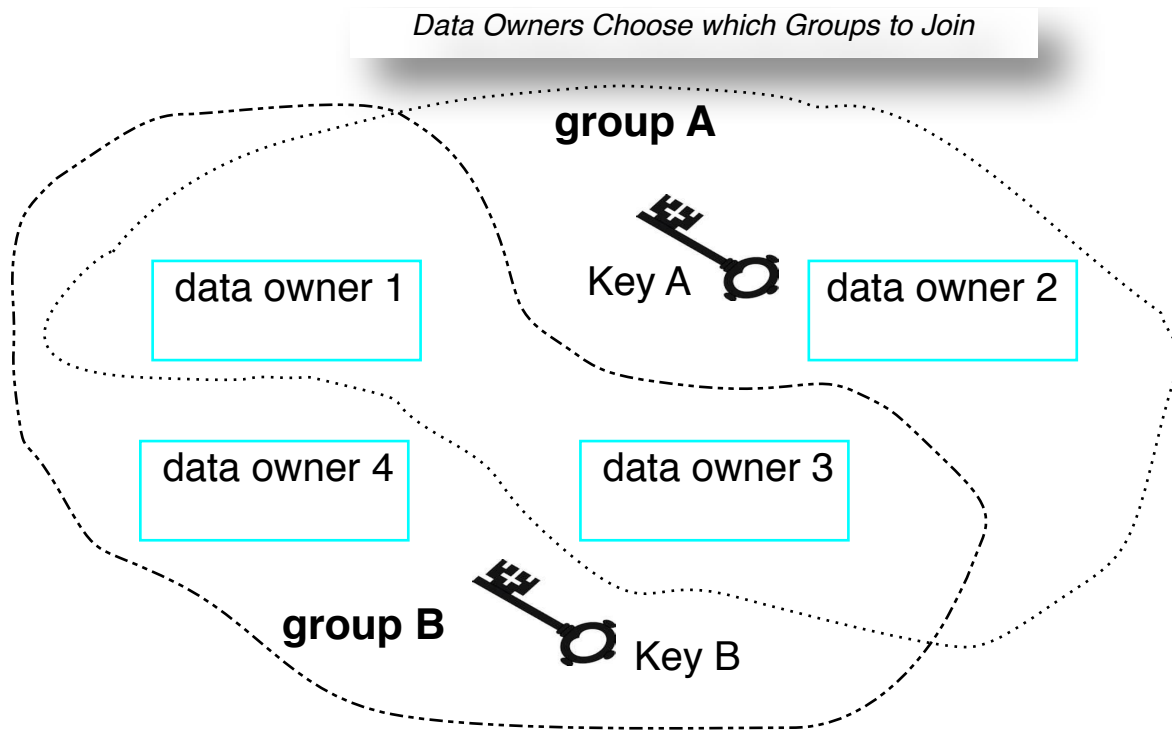 Data Owners Choose which Groups to Join
group A
Key A
data owner 1
data owner 2
data owner 4
data owner 3
group B
Key B